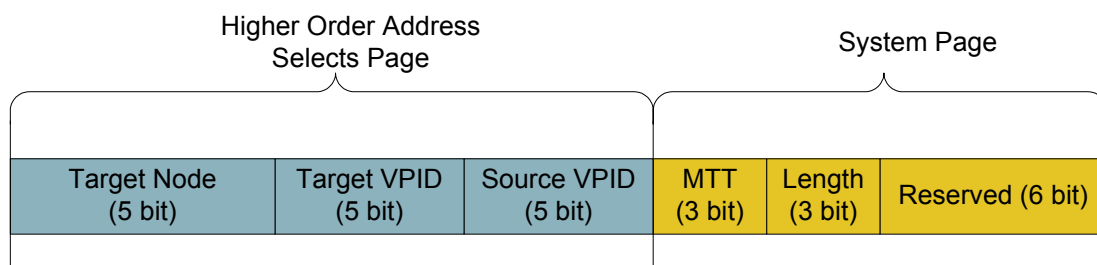 Higher Order Address
Selects Page
System Page
Target Node
(5 bit)
Target VPID
(5 bit)
Source VPID
(5 bit)
MTT
(3 bit)
Length
(3 bit)
Reserved (6 bit)